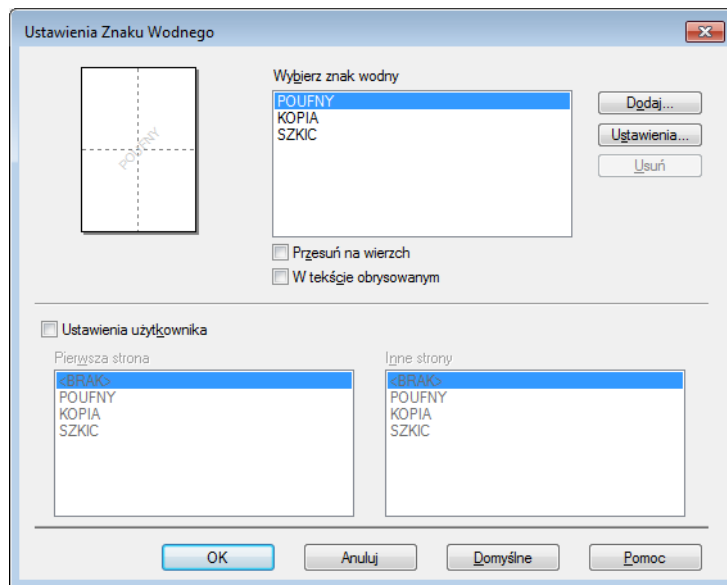 Ustawienia Znaku Wodnego
Wybierz znak wodny
POUFNY
POUFNY
KOPIA
SZKIC
Dodaj...
Ustawienia...
Usuń
Przesuń na wierzch
W tekście obrysowanym
Ustawienia użytkownika
Pierwsza strona
<BRAK>
POUFNY
KOPIA
SZKIC
Inne strony
<BRAK>
POUFNY
KOPIA
SZKIC
OK
Anuluj
Domyślne
Pomoc